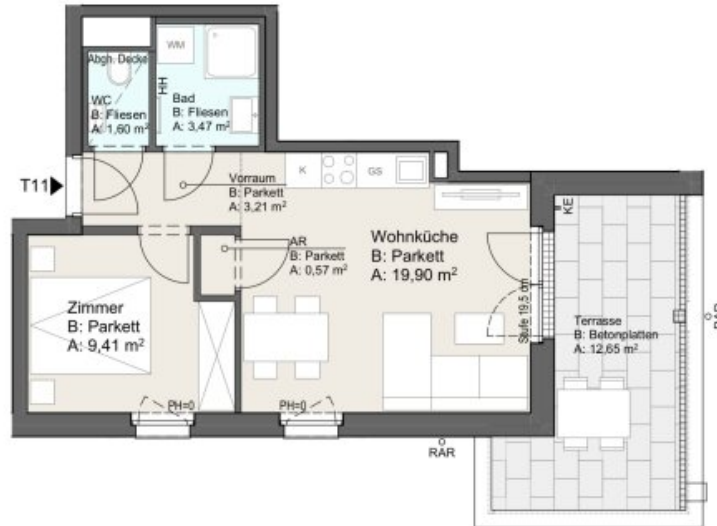 Abgh. Decke
WM
WC
B: Fliesen
A: 1,60 m²
HH
Bad
B: Fliesen
A: 3,47 m²
T11
Vorraum
B: Parkett
A: 3,21 m²
K
GS
KE
AR
B: Parkett
A: 0,57 m²
Wohnküche
B: Parkett
A: 19,90 m²
Zimmer
B: Parkett
A: 9,41 m²
Stufe 19,5 cm
Terrasse
B: Betonplatten
A: 12,65 m²
RAR
PH=0
PH=0
RAR